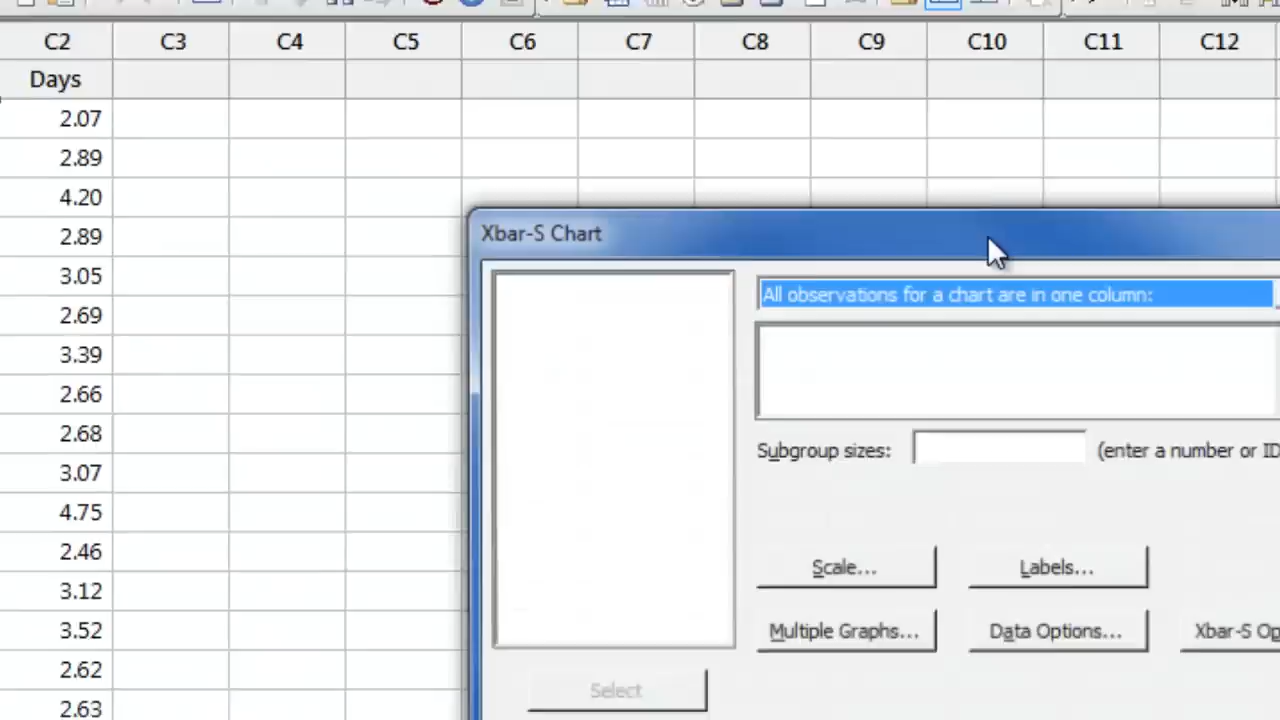 C2 C3 C4 C5 C6 C7 C8 C9 C10 C11 C12
Days
2.07
2.89
4.20
2.89
3.05
2.69
3.39
2.66
2.68
3.07
4.75
2.46
3.12
3.52
2.62
2.63
Xbar-S Chart
All observations for a chart are in one column:
Subgroup sizes: (enter a number or ID
Scale... Labels...
Multiple Graphs... Data Options... Xbar-S Op
Select